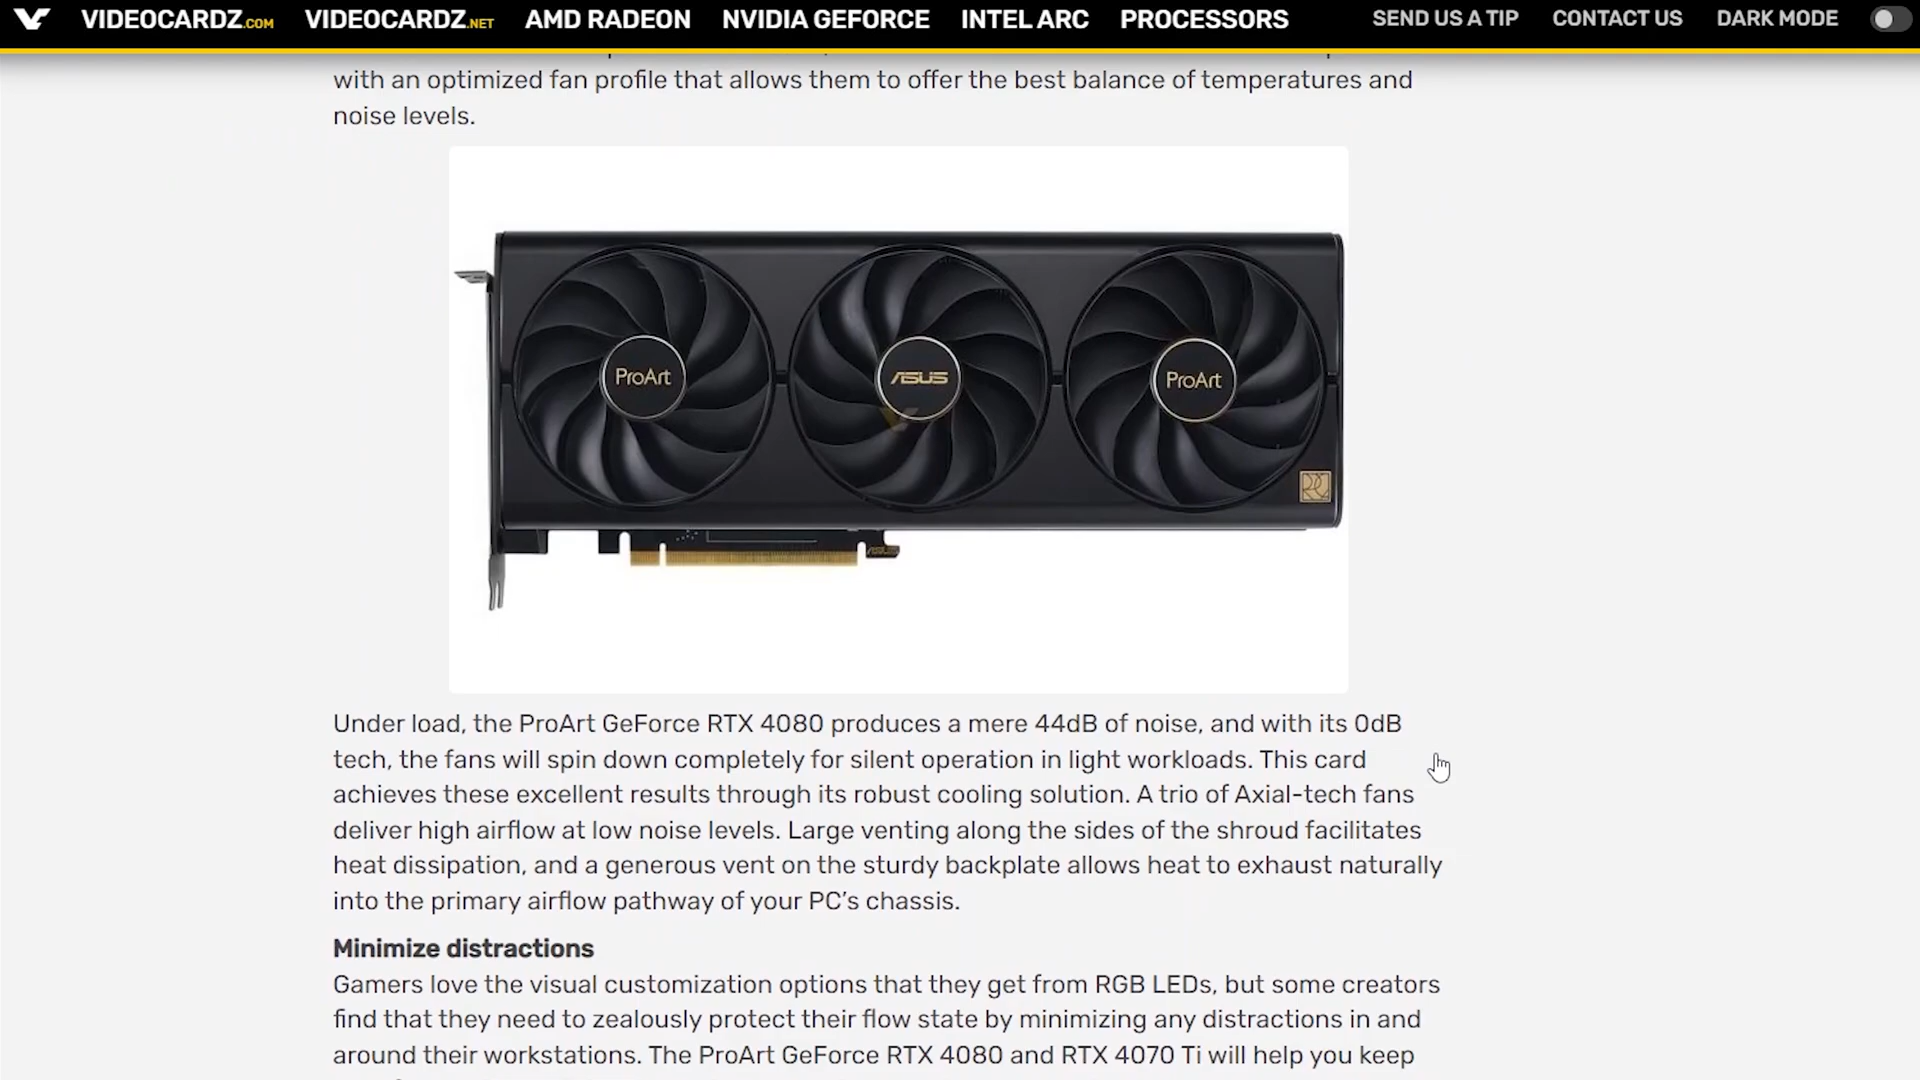 VIDEOCARDZ.COM VIDEOCARDZ.NET AMD RADEON NVIDIA GEFORCE INTEL ARC PROCESSORS SEND US A TIP CONTACT US DARK MODE
with an optimized fan profile that allows them to offer the best balance of temperatures and
noise levels.
ProArt
ASUS
ProArt
ASUS
Under load, the ProArt GeForce RTX 4080 produces a mere 44dB of noise, and with its 0dB
tech, the fans will spin down completely for silent operation in light workloads. This card
achieves these excellent results through its robust cooling solution. A trio of Axial-tech fans
deliver high airflow at low noise levels. Large venting along the sides of the shroud facilitates
heat dissipation, and a generous vent on the sturdy backplate allows heat to exhaust naturally
into the primary airflow pathway of your PC’s chassis.
Minimize distractions
Gamers love the visual customization options that they get from RGB LEDs, but some creators
find that they need to zealously protect their flow state by minimizing any distractions in and
around their workstations. The ProArt GeForce RTX 4080 and RTX 4070 Ti will help you keep